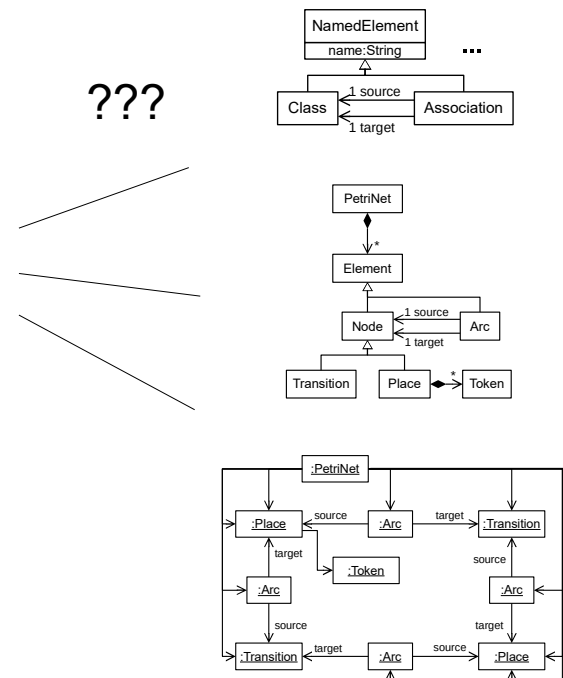 NamedElement
name:String
...
???
1 source
Class
Association
1 target
PetriNet
*
Element
1 source
Node
Arc
1 target
*
Transition
Place
Token
:PetriNet
source
target
:Place
:Arc
:Transition
target
source
:Token
:Arc
:Arc
source
target
target
source
:Transition
:Arc
:Place